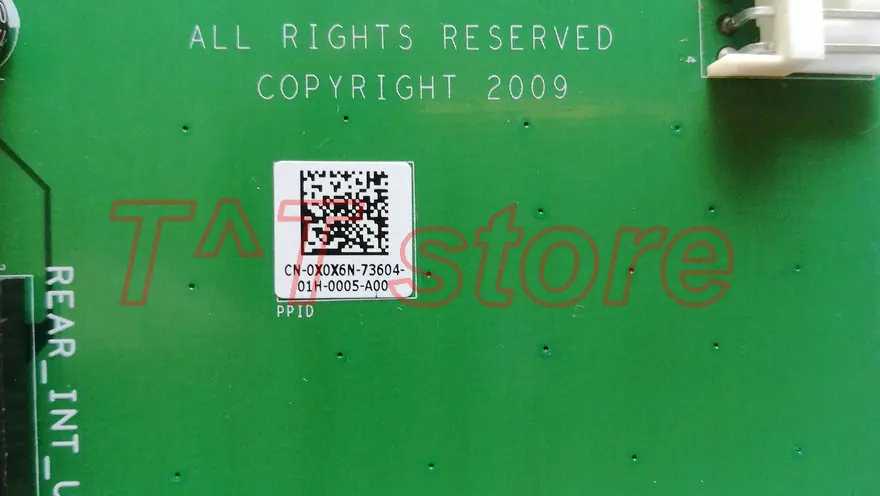 ALL RIGHTS RESERVED
COPYRIGHT 2009
CN-0X0X6N-73604-
01H-0005-A00
PPID
T^T store
REAR_INT_U